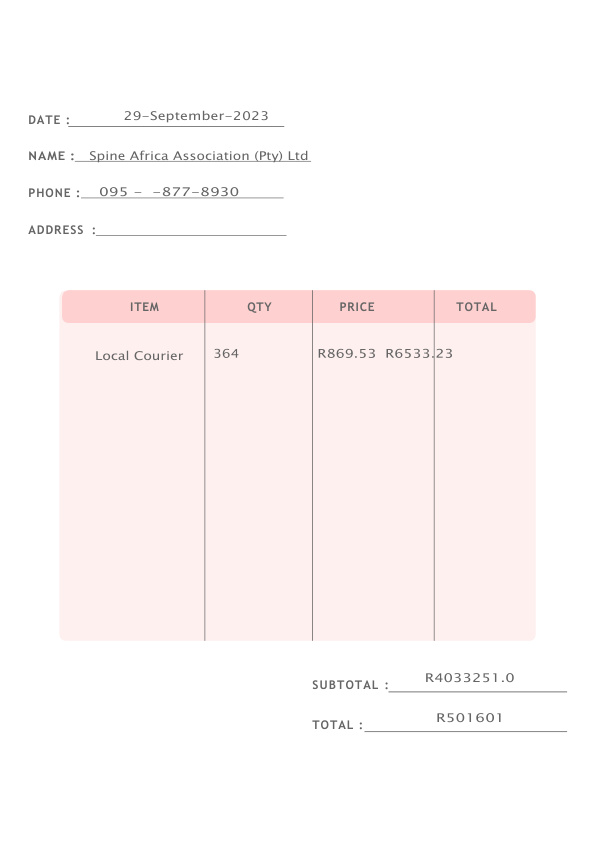 DATE : 29-September-2023
NAME : Spine Africa Association (Pty) Ltd
PHONE : 095 - -877-8930
ADDRESS :
ITEM QTY PRICE TOTAL
Local Courier 364 R869.53 R6533.23
SUBTOTAL : R4033251.0
TOTAL : R501601